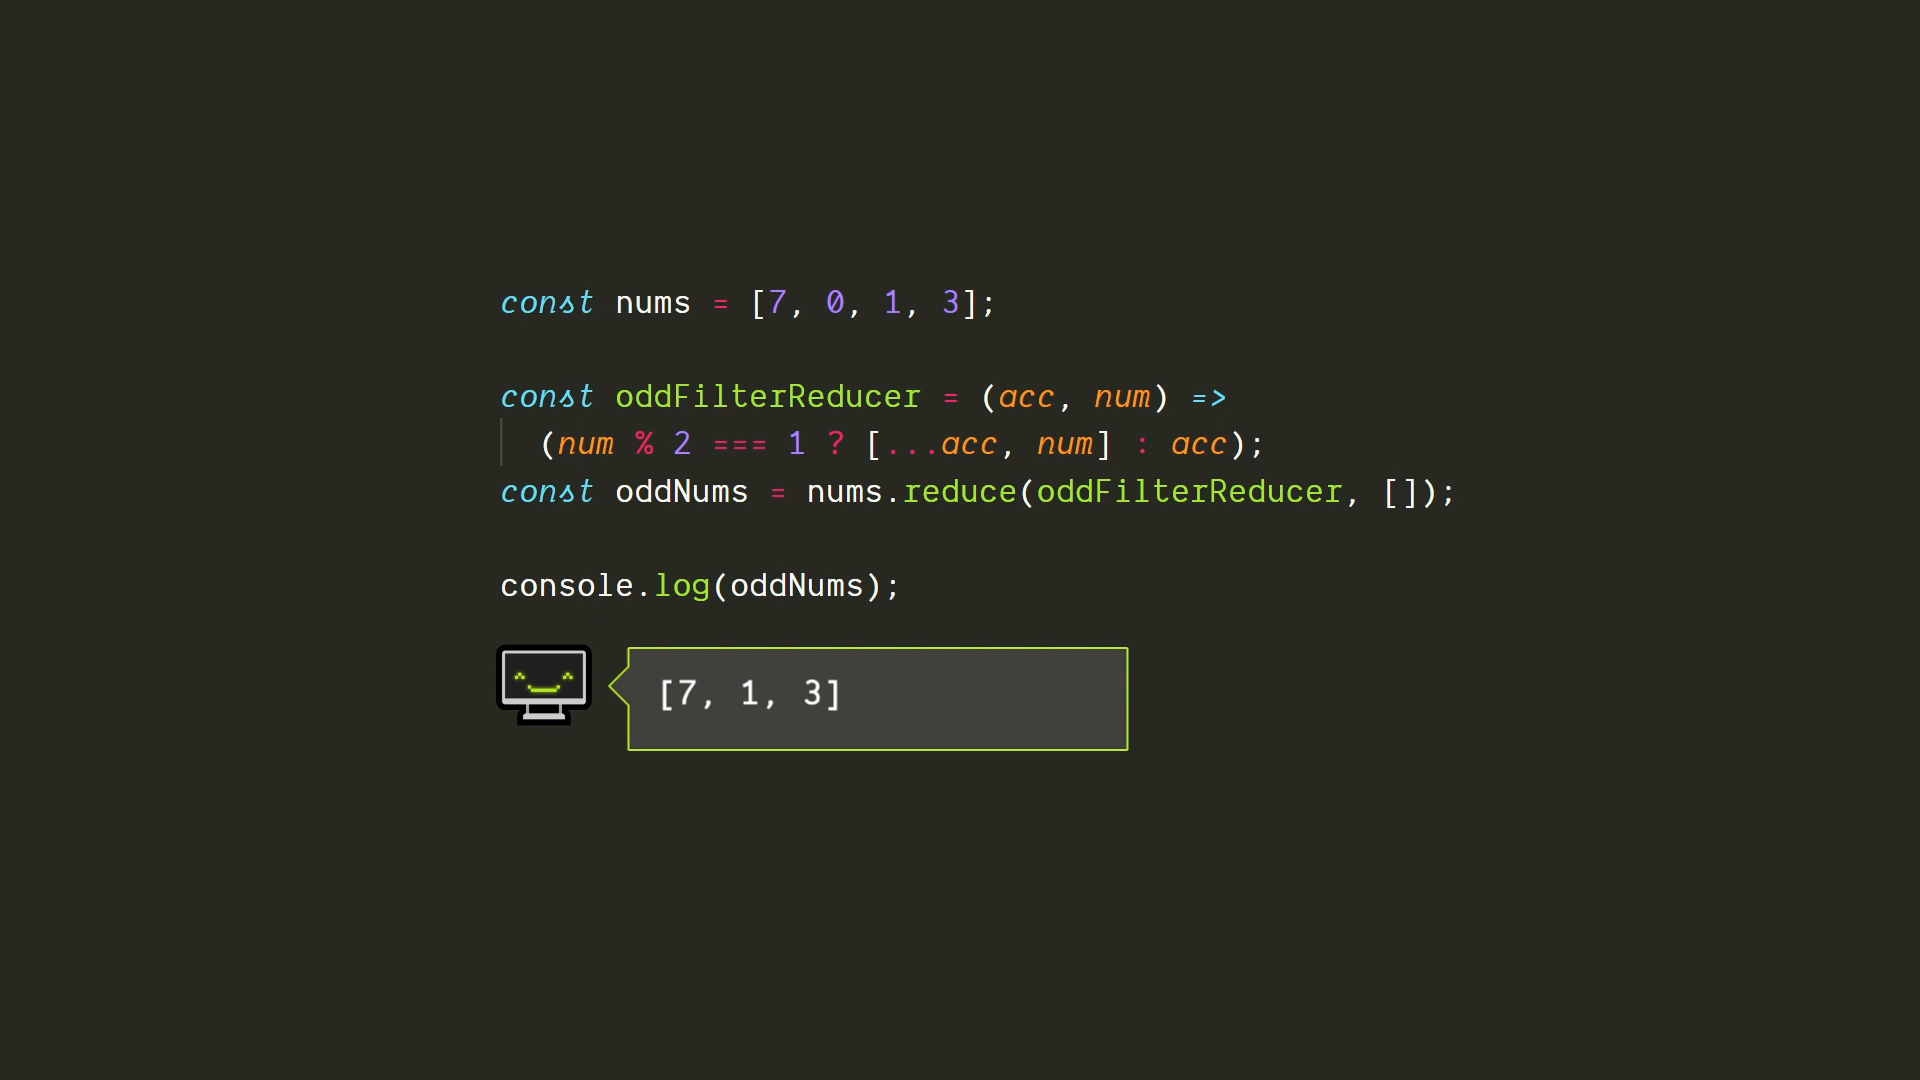 const nums = [7, 0, 1, 3];
const oddFilterReducer = (acc, num) =>
(num % 2 === 1 ? [...acc, num] : acc);
const oddNums = nums.reduce(oddFilterReducer, []);
console.log(oddNums);
[7, 1, 3]